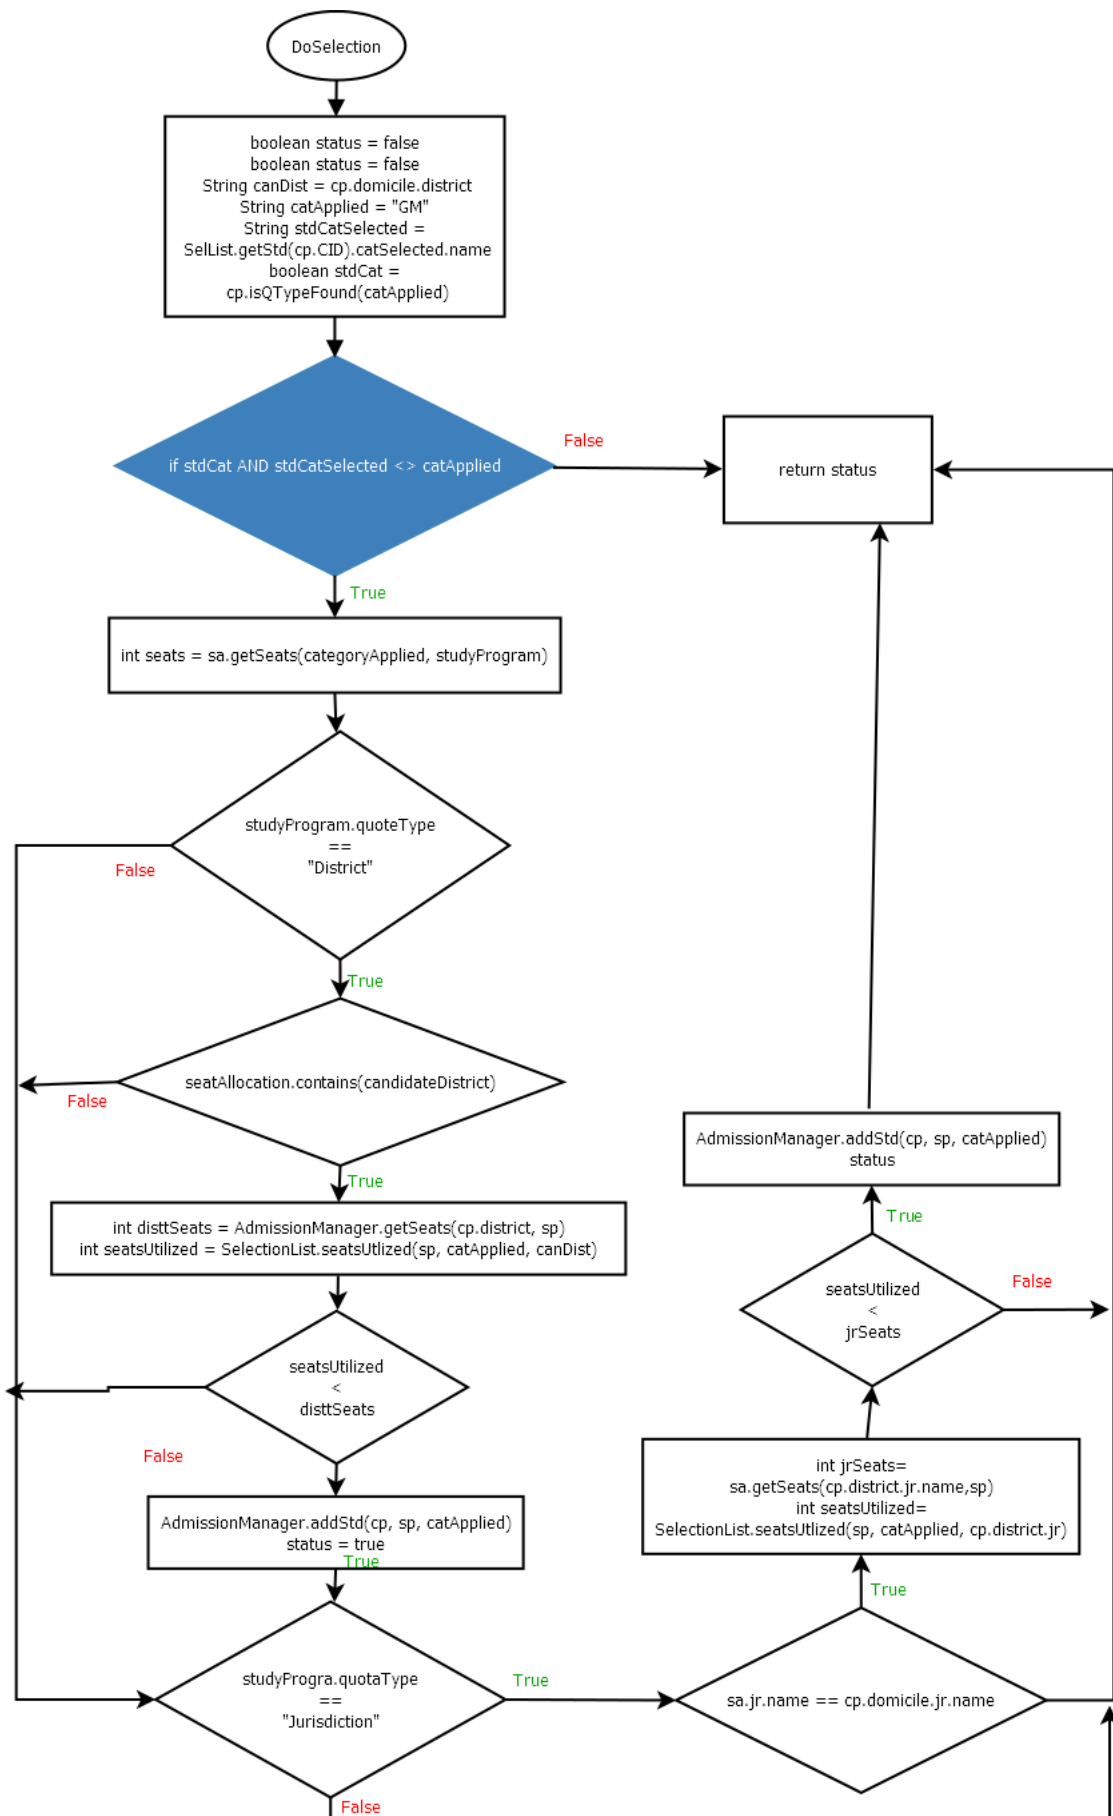 DoSelection
boolean status = false
boolean status = false
String canDist = cp.domicile.district
String catApplied = "GM"
String stdCatSelected =
SelList.getStd(cp.CID).catSelected.name
boolean stdCat =
cp.isQTypeFound(catApplied)
if stdCat AND stdCatSelected <> catApplied
False
return status
True
int seats = sa.getSeats(categoryApplied, studyProgram)
studyProgram.quoteType
==
"District"
False
True
seatAllocation.contains(candidateDistrict)
False
True
int disttSeats = AdmissionManager.getSeats(cp.district, sp)
int seatsUtilized = SelectionList.seatsUtlized(sp, catApplied, canDist)
seatsUtilized
<
disttSeats
False
AdmissionManager.addStd(cp, sp, catApplied)
status = true
True
studyProgra.quotaType
==
"Jurisdiction"
True
False
sa.jr.name == cp.domicile.jr.name
True
int jrSeats=
sa.getSeats(cp.district.jr.name,sp)
int seatsUtilized=
SelectionList.seatsUtlized(sp, catApplied, cp.district.jr)
seatsUtilized
<
jrSeats
False
True
AdmissionManager.addStd(cp, sp, catApplied)
status